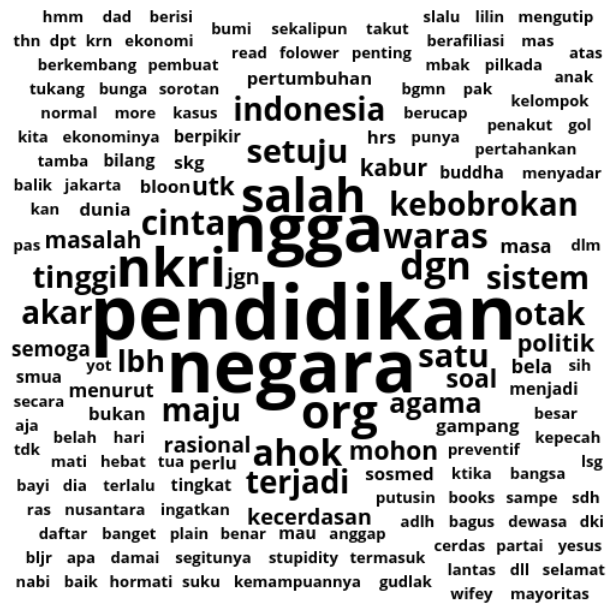 hmm dad berisi slalu lilin mengutip
thn dpt krn ekonomi bumi sekalipun takut berafiliasi mas
berkembang pembuat read folower penting mbak pilkada atas
tukang bunga sorotan pertumbuhan bgmn pak anak
normal more kasus indonesia berucap kelompok
kita ekonominya berpikir hrs punya penakut gol
tamba bilang skg setuju kabur buddha pertahankan
balik jakarta bloon utk salah kebobrokan menyadar
kan dunia cinta ngga waras
pas masalah nkri jgn dgn masa dlm
tinggi sistem
akar pendidikan otak
semoga lbh negara satu politik
smua yot menurut soal bela sih
secara bukan maju org agama menjadi
aja gampang besar
tdk belah hari rasional ahok mohon preventif kepecah
mati hebat tua perlu sosmed ktika bangsa lsg
bayi dia terlalu tingkat terjadi putusin books sampe sdh
ras nusantara ingatkan kecerdasan adlh bagus dewasa dki
daftar banget plain benar mau anggap cerdas partai yesus
bljr apa damai segitunya stupidity termasuk lantas dll selamat
nabi baik hormati suku kemampuannya gudlak wifey mayoritas